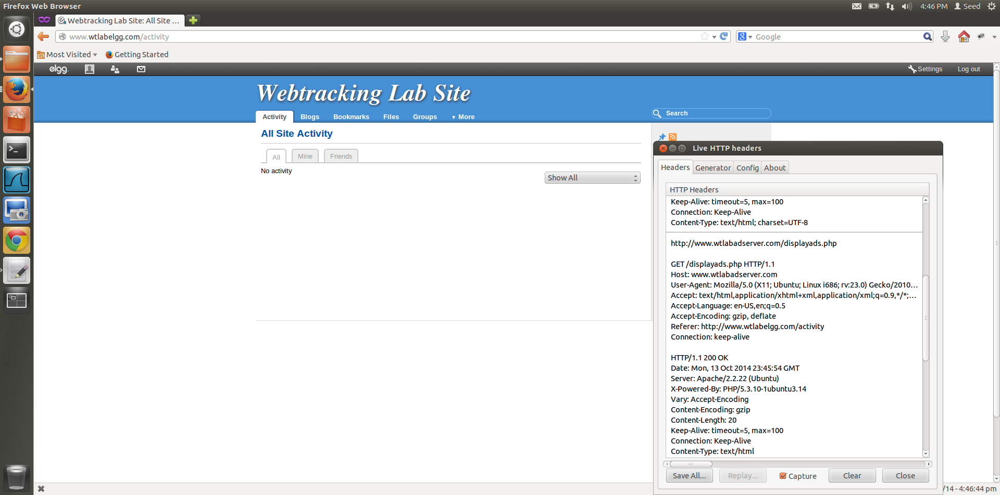 Firefox Web Browser
4:46 PM Seed
Webtracking Lab Site: All Site ...
www.wtlabelgg.com/activity
Google
Most Visited Getting Started
elgg.
Settings Log out
Webtracking Lab Site
Activity Blogs Bookmarks Files Groups More
Search
All Site Activity
All Mine Friends
No activity
Show All
Live HTTP headers
Headers Generator Config About
HTTP Headers
Keep-Alive: timeout=5, max=100
Connection: Keep-Alive
Content-Type: text/html; charset=UTF-8
http://www.wtlabadserver.com/displayads.php
GET /displayads.php HTTP/1.1
Host: www.wtlabadserver.com
User-Agent: Mozilla/5.0 (X11; Ubuntu; Linux i686; rv:23.0) Gecko/2010...
Accept: text/html,application/xhtml+xml,application/xml;q=0.9,*/*;...
Accept-Language: en-US,en;q=0.5
Accept-Encoding: gzip, deflate
Referer: http://www.wtlabelgg.com/activity
Connection: keep-alive
HTTP/1.1 200 OK
Date: Mon, 13 Oct 2014 23:45:54 GMT
Server: Apache/2.2.22 (Ubuntu)
X-Powered-By: PHP/5.3.10-1ubuntu3.14
Vary: Accept-Encoding
Content-Encoding: gzip
Content-Length: 20
Keep-Alive: timeout=5, max=100
Connection: Keep-Alive
Content-Type: text/html
Save All... Replay... Capture Clear Close
/14 - 4:46:44 pm